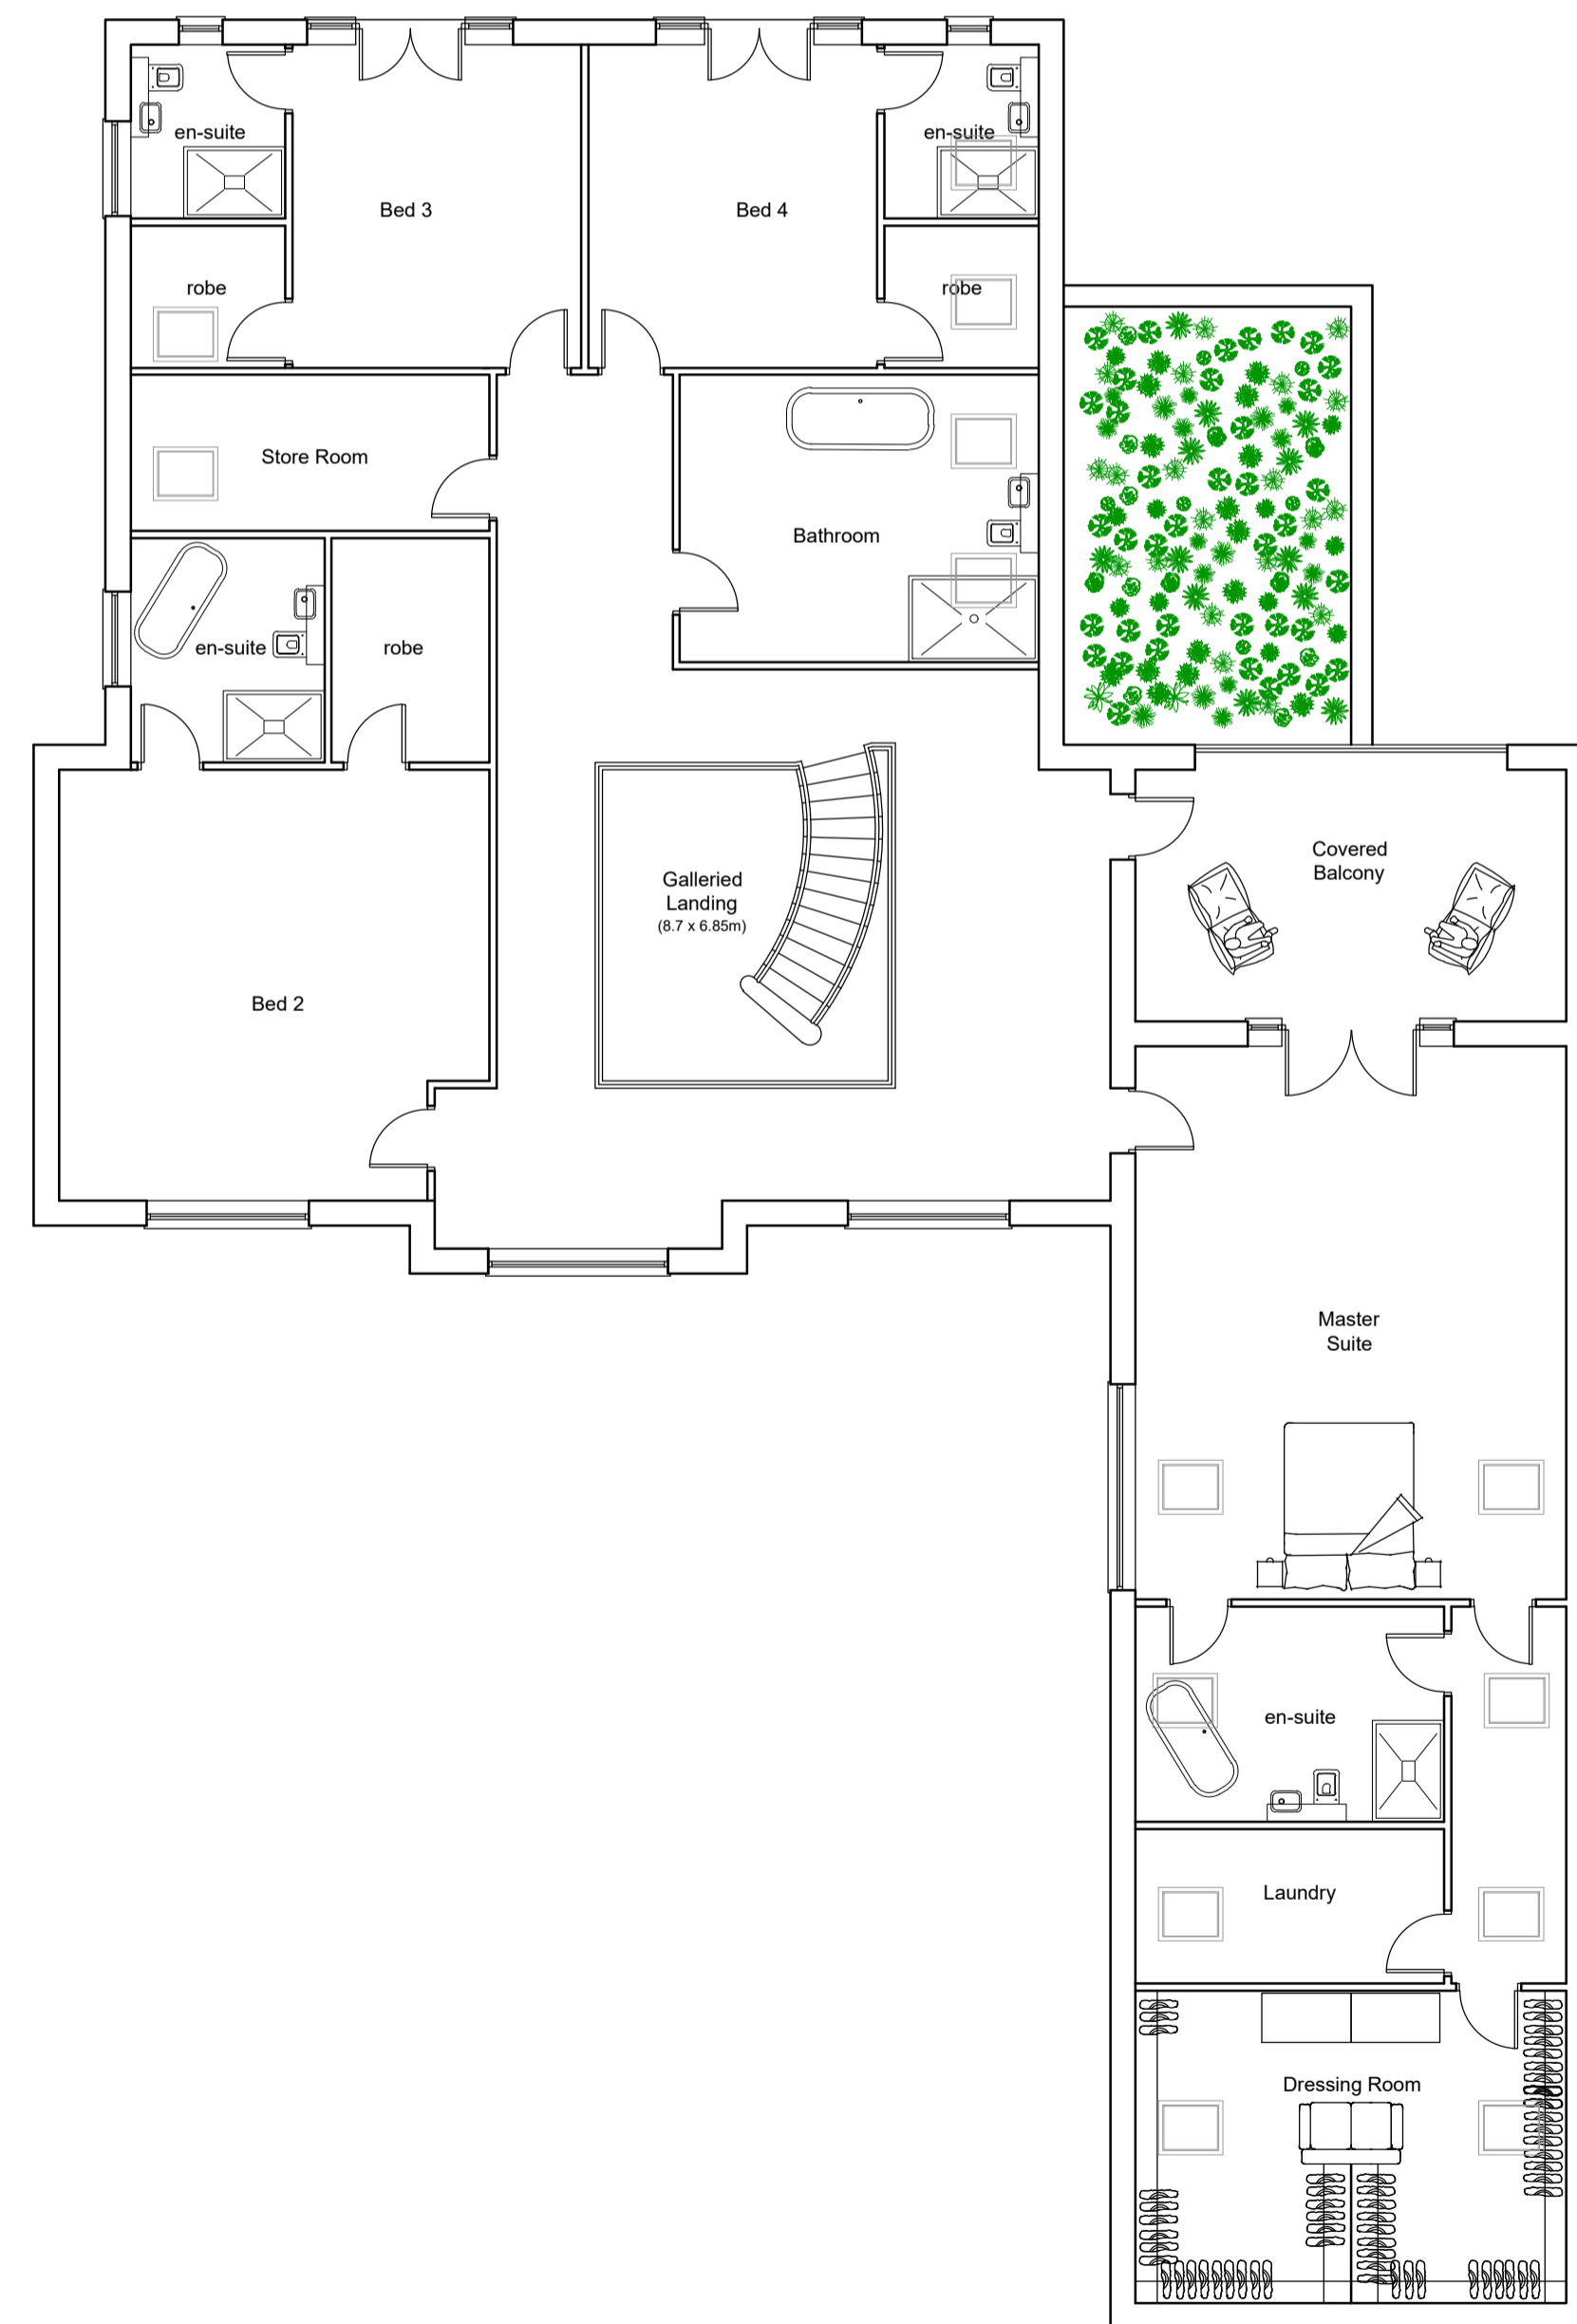 en-suite
en-suite
Bed 3
Bed 4
robe
robe
Store Room
Bathroom
en-suite
robe
Covered
Balcony
Galleried
Landing
(8.7 x 6.85m)
Bed 2
Master
Suite
en-suite
Laundry
Dressing Room